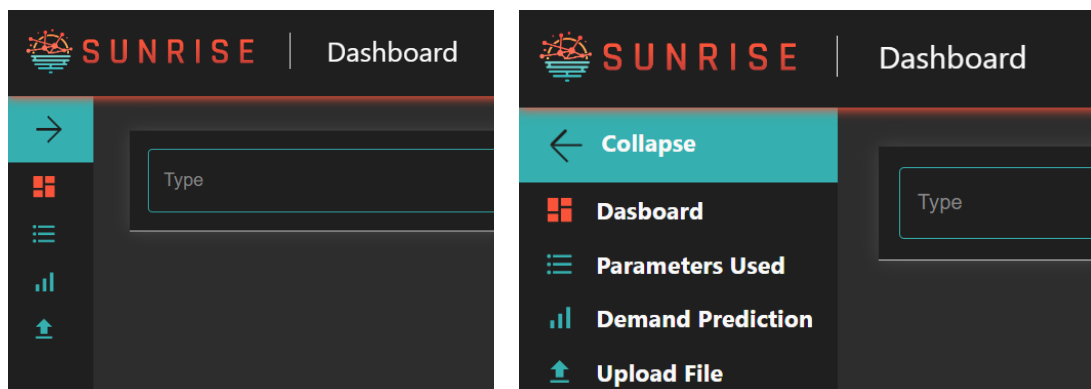 SUNRISE Dashboard
Type
SUNRISE Dashboard
Collapse
Dasboard
Parameters Used
Demand Prediction
Upload File
Type